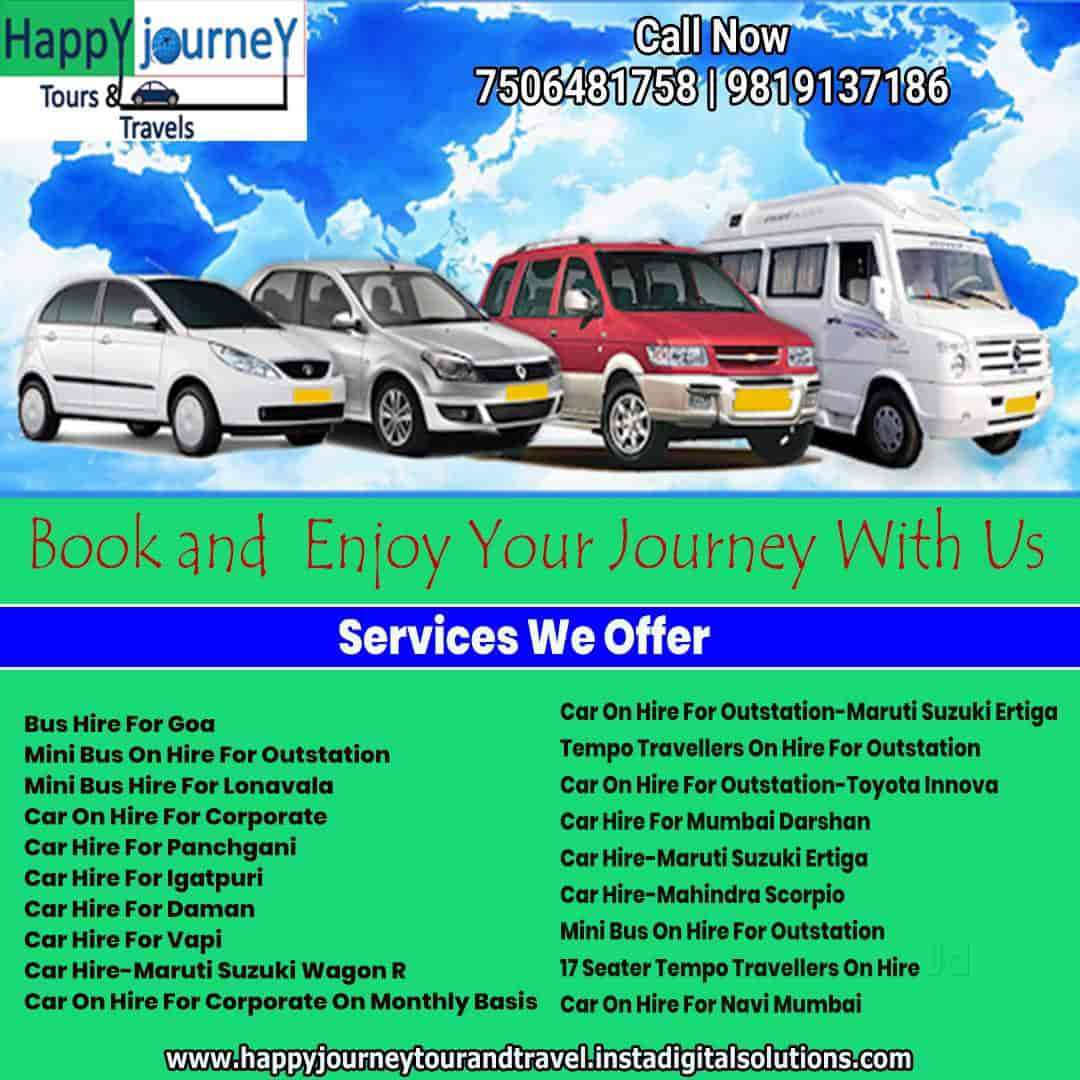 HappY journeY
Tours &
Travels
Call Now
7506481758 | 9819137186
Book and Enjoy Your Journey With Us
Services We Offer
Bus Hire For Goa
Mini Bus On Hire For Outstation
Mini Bus Hire For Lonavala
Car On Hire For Corporate
Car Hire For Panchgani
Car Hire For Igatpuri
Car Hire For Daman
Car Hire For Vapi
Car Hire-Maruti Suzuki Wagon R
Car On Hire For Corporate On Monthly Basis
Car On Hire For Outstation-Maruti Suzuki Ertiga
Tempo Travellers On Hire For Outstation
Car On Hire For Outstation-Toyota Innova
Car Hire For Mumbai Darshan
Car Hire-Maruti Suzuki Ertiga
Car Hire-Mahindra Scorpio
Mini Bus On Hire For Outstation
17 Seater Tempo Travellers On Hire
Jd
Car On Hire For Navi Mumbai
www.happyjourneytourandtravel.instadigitalsolutions.com